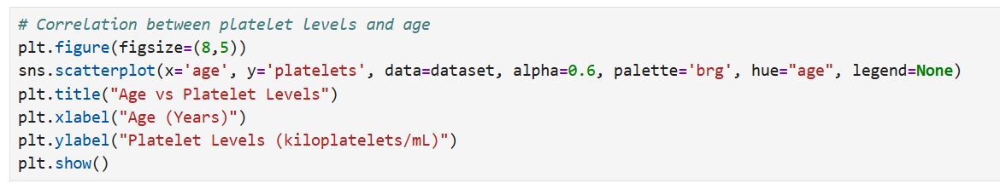 # Correlation between platelet levels and age
plt.figure(figsize=(8,5))
sns.scatterplot(x='age', y='platelets', data=dataset, alpha=0.6, palette='brg', hue="age", legend=None)
plt.title("Age vs Platelet Levels")
plt.xlabel("Age (Years)")
plt.ylabel("Platelet Levels (kiloplatelets/mL)")
plt.show()